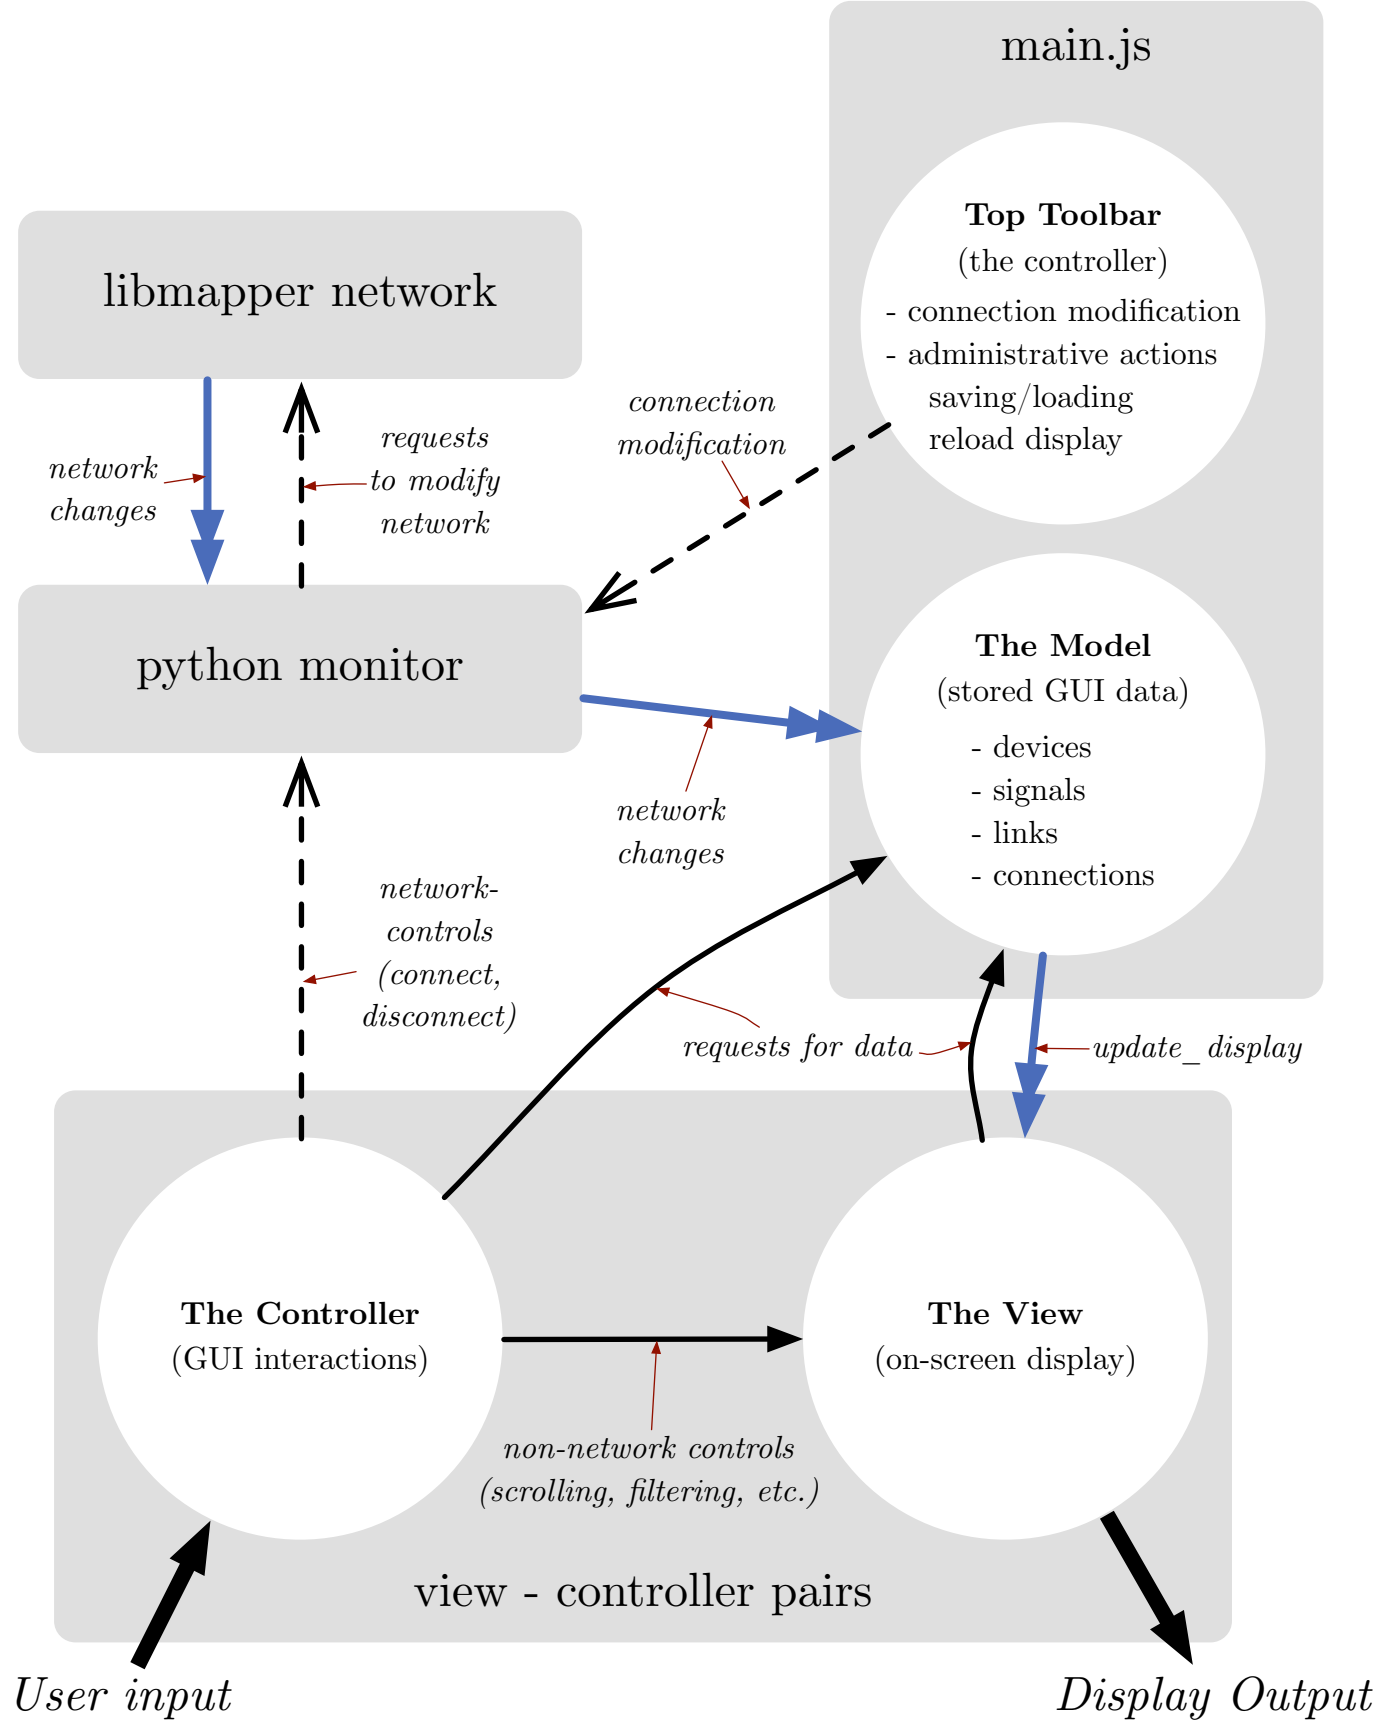 main.js
Top Toolbar
(the controller)
- connection modification
- administrative actions
saving/loading
reload display
libmapper network
connection
modification
network
changes
requests
to modify
network
python monitor
The Model
(stored GUI data)
- devices
- signals
- links
- connections
network
changes
network-
controls
(connect,
disconnect)
requests for data
update_display
The Controller
(GUI interactions)
The View
(on-screen display)
non-network controls
(scrolling, filtering, etc.)
view - controller pairs
User input
Display Output